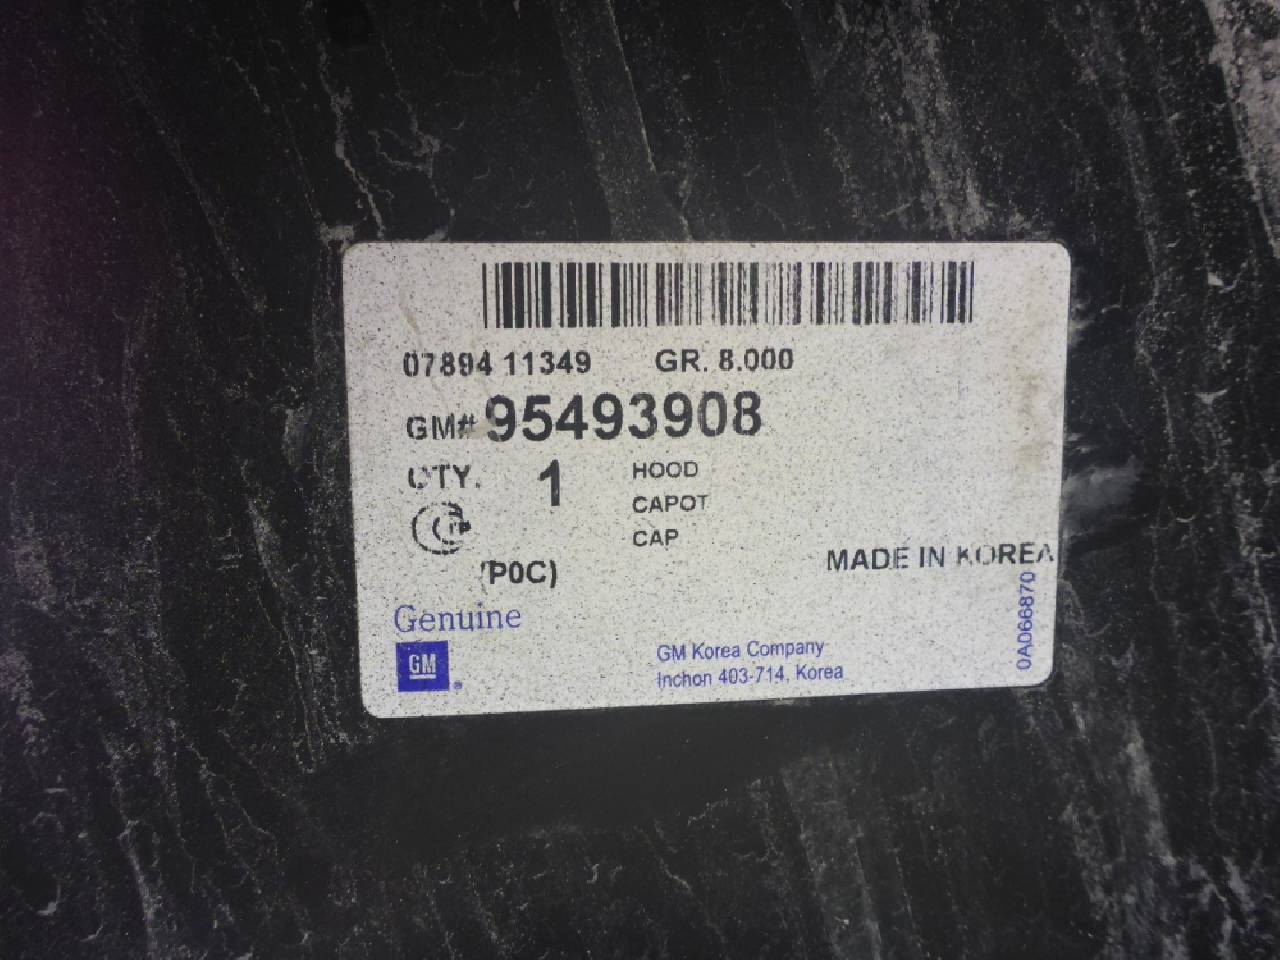 07894 11349 GR. 8.000
GM# 95493908
QTY. 1 HOOD
CAPOT
CAP
(P0C)
MADE IN KOREA
0A066870
Genuine
GM
GM Korea Company
Inchon 403-714, Korea